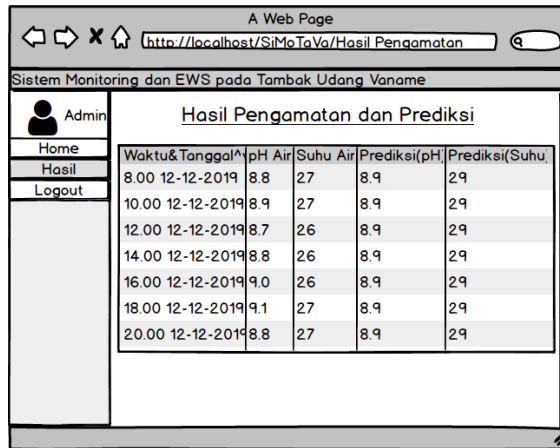 A Web Page
http://localhost/SiMoTaVa/Hasil Pengamatan
Sistem Monitoring dan EWS pada Tambak Udang Vaname
Admin
Home
Hasil
Logout
Hasil Pengamatan dan Prediksi
Waktu&Tanggal^v pH Air Suhu Air Prediksi(pH) Prediksi(Suhu)
8.00 12-12-2019 8.8 27 8.9 29
10.00 12-12-2019 8.9 27 8.9 29
12.00 12-12-2019 8.7 26 8.9 29
14.00 12-12-2019 8.8 26 8.9 29
16.00 12-12-2019 9.0 26 8.9 29
18.00 12-12-2019 9.1 27 8.9 29
20.00 12-12-2019 8.8 27 8.9 29